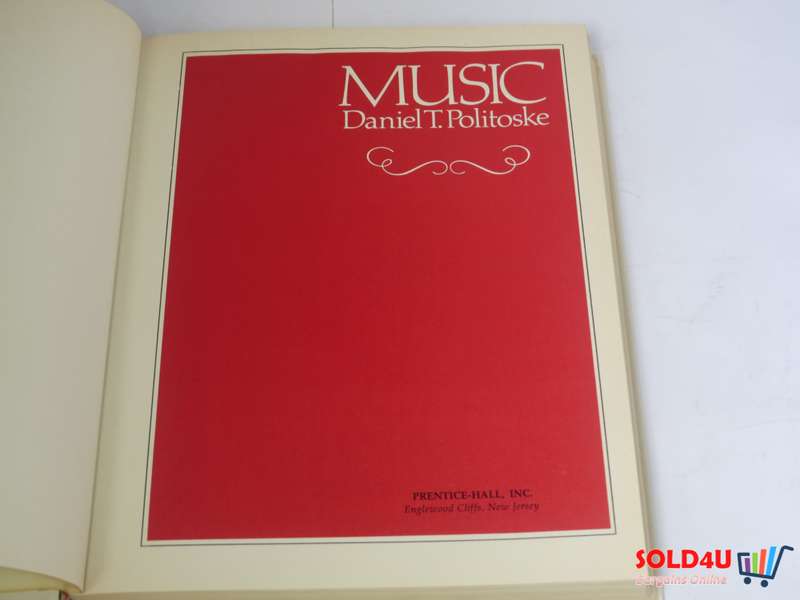 MUSIC
Daniel T. Politoske
PRENTICE-HALL, INC.
Englewood Cliffs, New Jersey
SOLD4U
Bargains Online